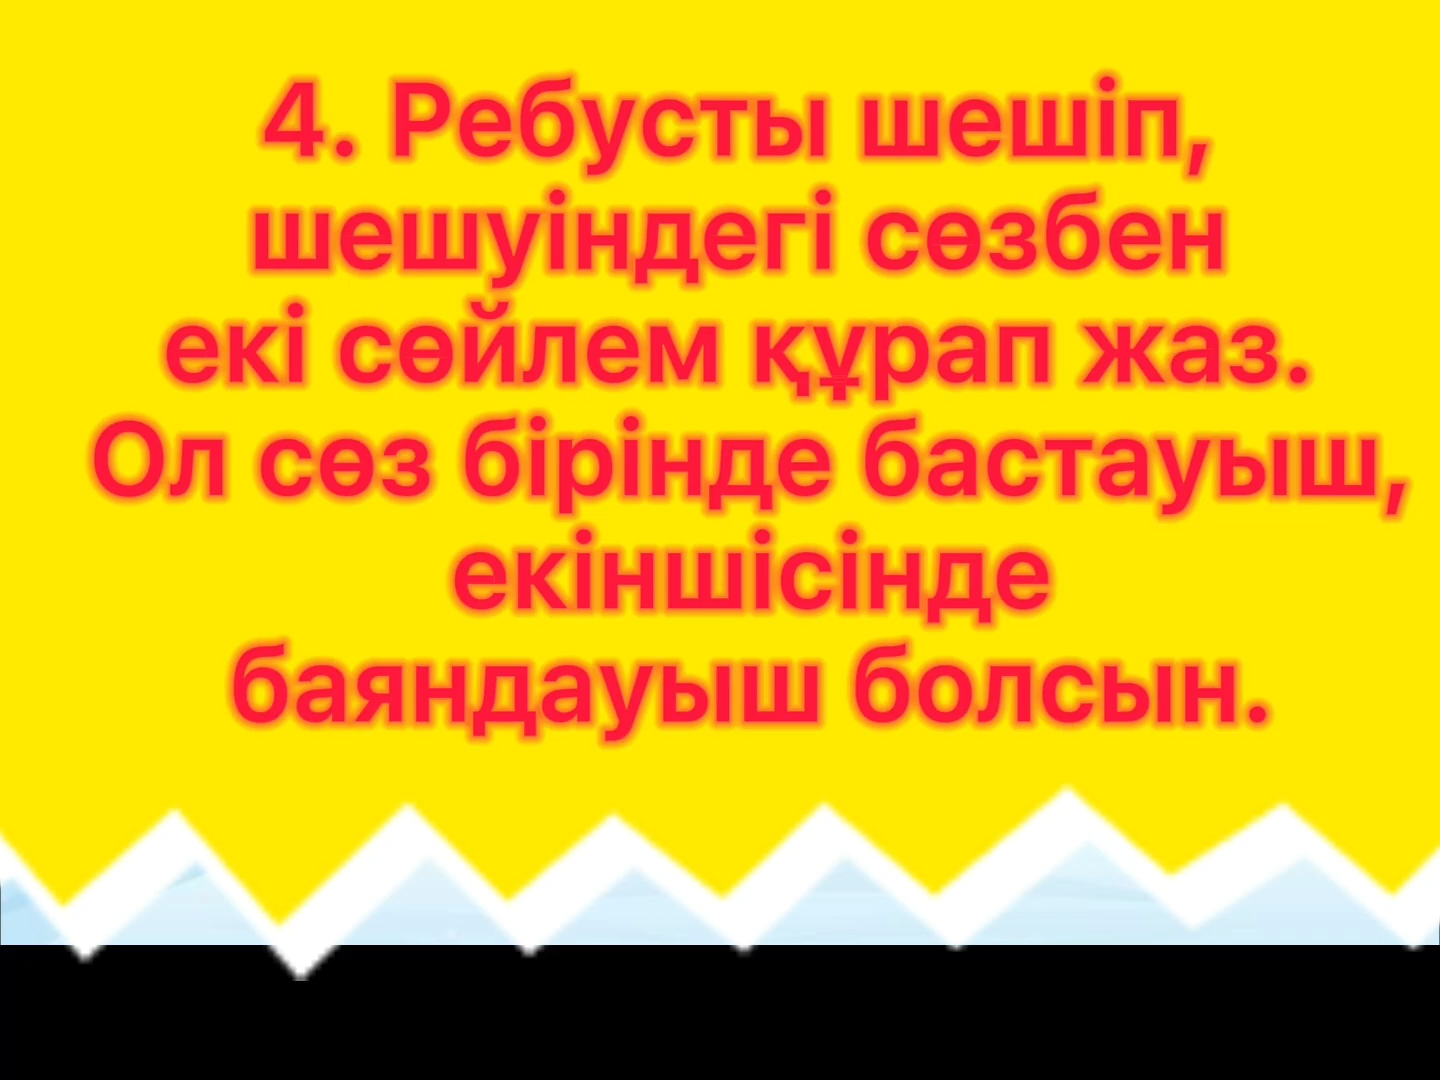 4. Ребусты шешіп,
шешуіндегі сөзбен
екі сөйлем құрап жаз.
Ол сөз бірінде бастауыш,
екіншісінде
баяндауыш болсын.